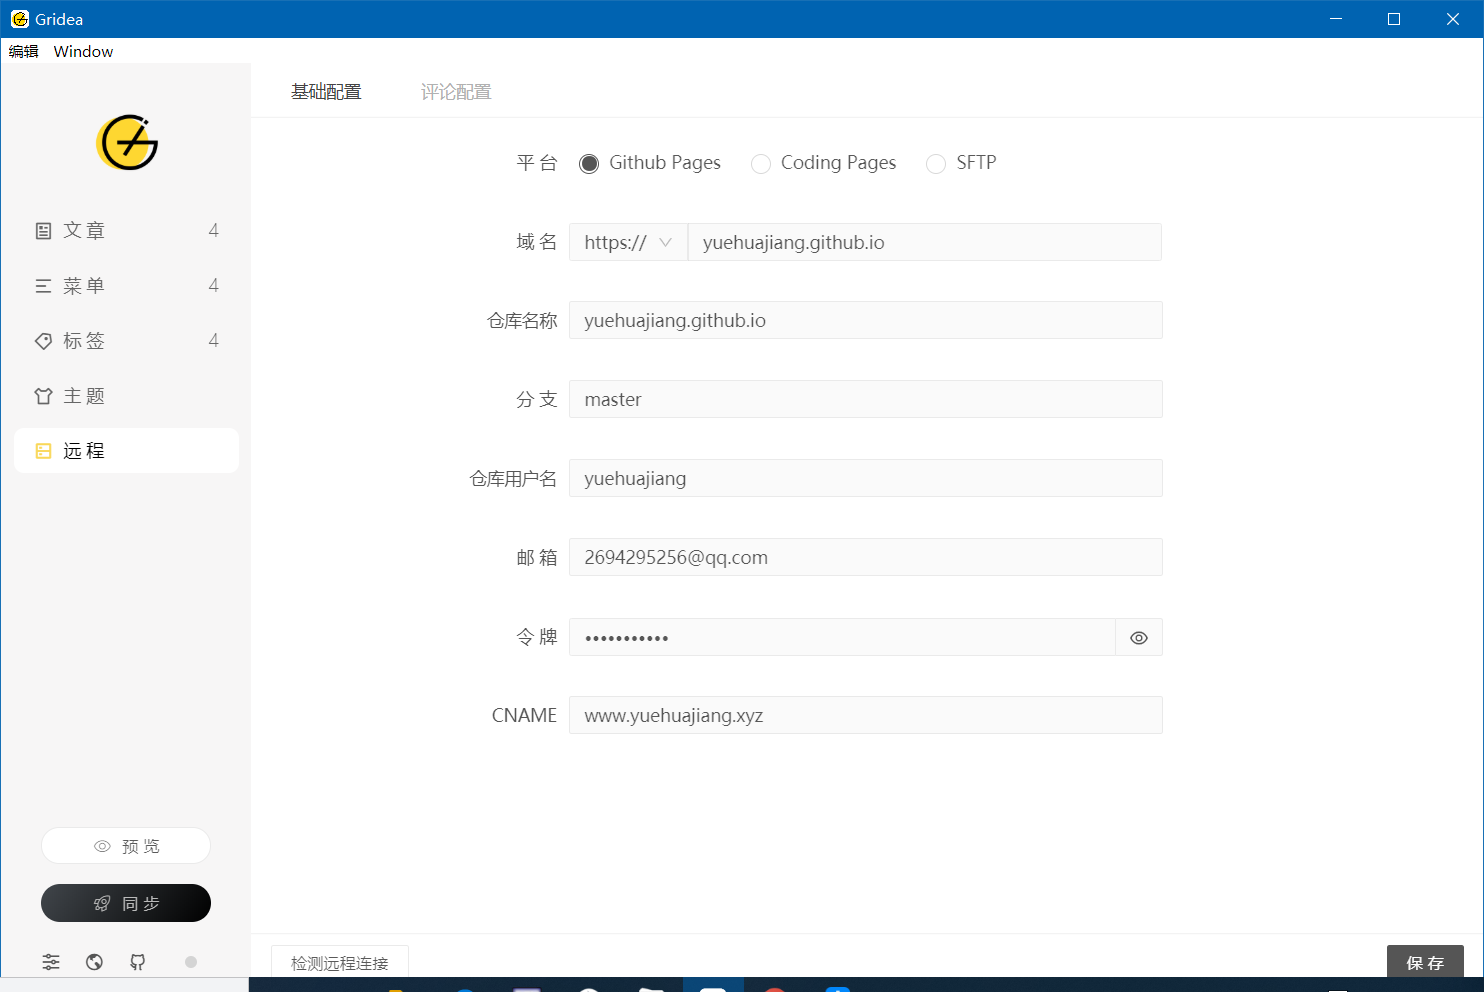 Gridea
编辑 Window
基础配置 评论配置
平台 Github Pages Coding Pages SFTP
文章 4
域名 https:// yuehuajiang.github.io
菜单 4
仓库名称 yuehuajiang.github.io
标签 4
主题
分支 master
远程
仓库用户名 yuehuajiang
邮箱 2694295256@qq.com
令牌 •••••••••••
CNAME www.yuehuajiang.xyz
预览
同步
检测远程连接 保存